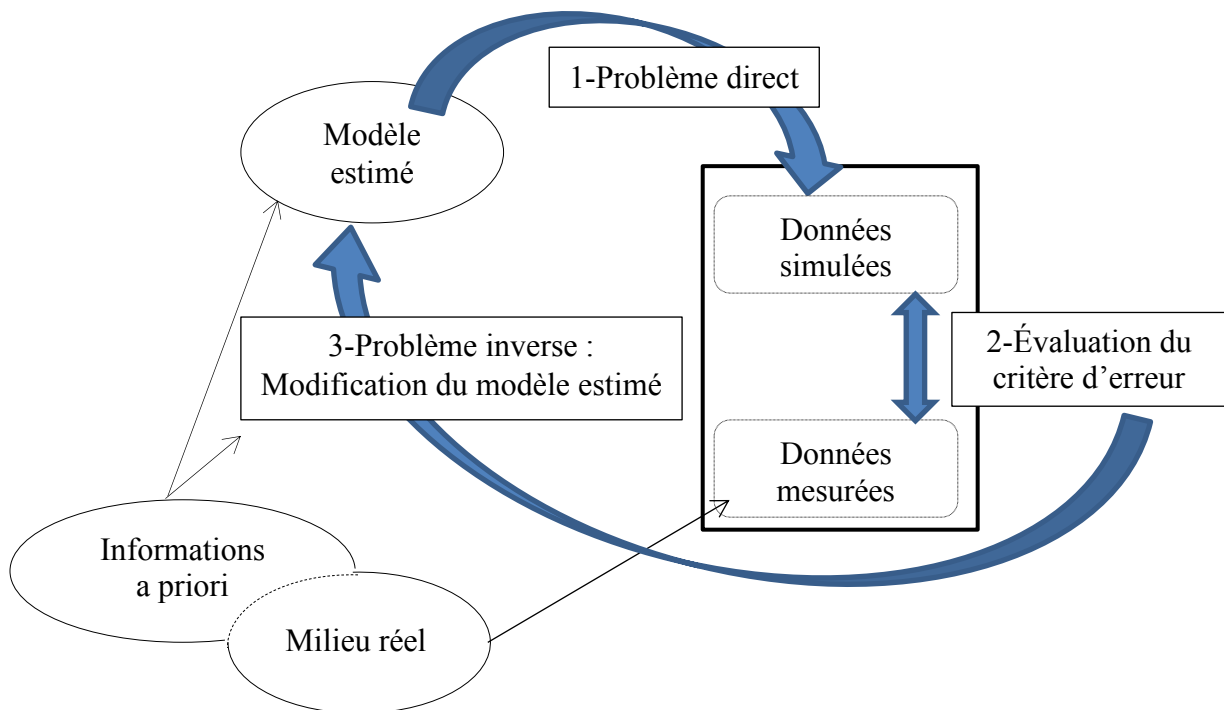 1-Problème direct
Modèle
estimé
Données
simulées
3-Problème inverse :
Modification du modèle estimé
2-Évaluation du
critère d’erreur
Données
mesurées
Informations
a priori
Milieu réel